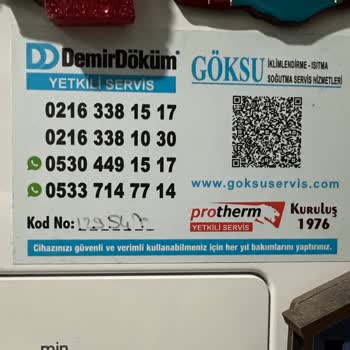 DemirDöküm®
YETKİLİ SERVİS
0216 338 15 17
0216 338 10 30
0530 449 15 17
0533 714 77 14
Kod No:
GÖKSU İKLİMLENDİRME - ISITMA
SOĞUTMA SERVİS HİZMETLERİ
www.goksuservis.com
protherm
YETKİLİ SERVİS
Kuruluş
1976
Cihazınızı güvenli ve verimli kullanabilmeniz için her yıl bakımlarını yaptırınız.
min